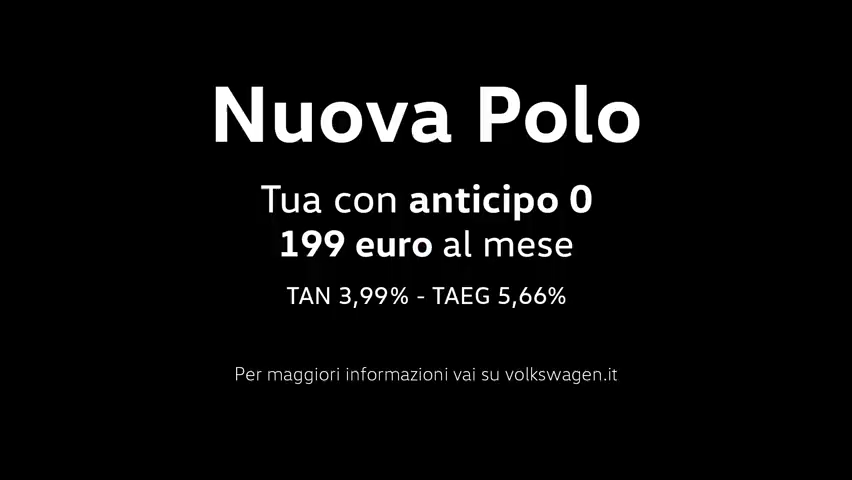 Nuova Polo
Tua con anticipo 0
199 euro al mese
TAN 3,99% - TAEG 5,66%
Per maggiori informazioni vai su volkswagen.it